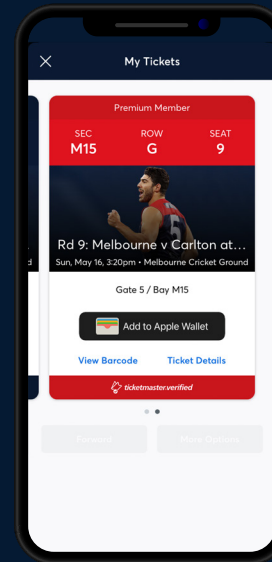 My Tickets
Premium Member
SEC ROW SEAT
M15 G 9
Rd 9: Melbourne v Carlton at...
Sun, May 16, 3:20pm • Melbourne Cricket Ground
Gate 5 / Bay M15
Add to Apple Wallet
View Barcode Ticket Details
ticketmaster.verified
Forward More Options